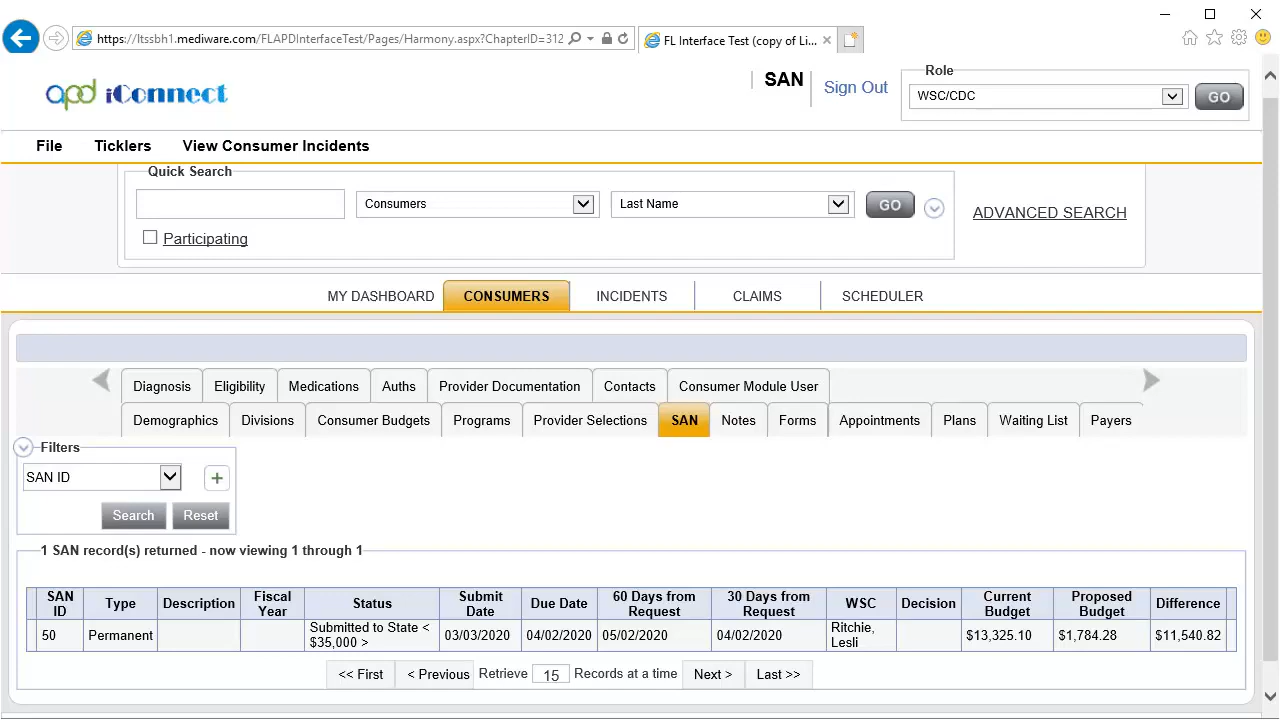 https://ltssbh1.mediware.com/FLAPDInterfaceTest/Pages/Harmony.aspx?ChapterID=312
FL Interface Test (copy of Li...
apd iConnect
SAN
Sign Out
Role
WSC/CDC
GO
File
Ticklers
View Consumer Incidents
Quick Search
Consumers
Last Name
GO
ADVANCED SEARCH
Participating
MY DASHBOARD
CONSUMERS
INCIDENTS
CLAIMS
SCHEDULER
Diagnosis
Eligibility
Medications
Auths
Provider Documentation
Contacts
Consumer Module User
Demographics
Divisions
Consumer Budgets
Programs
Provider Selections
SAN
Notes
Forms
Appointments
Plans
Waiting List
Payers
Filters
SAN ID
Search
Reset
1 SAN record(s) returned - now viewing 1 through 1
SAN ID
Type
Description
Fiscal Year
Status
Submit Date
Due Date
60 Days from Request
30 Days from Request
WSC
Decision
Current Budget
Proposed Budget
Difference
50
Permanent
Submitted to State < $35,000 >
03/03/2020
04/02/2020
05/02/2020
04/02/2020
Ritchie, Lesli
$13,325.10
$1,784.28
$11,540.82
<< First
< Previous
Retrieve 15 Records at a time
Next >
Last >>